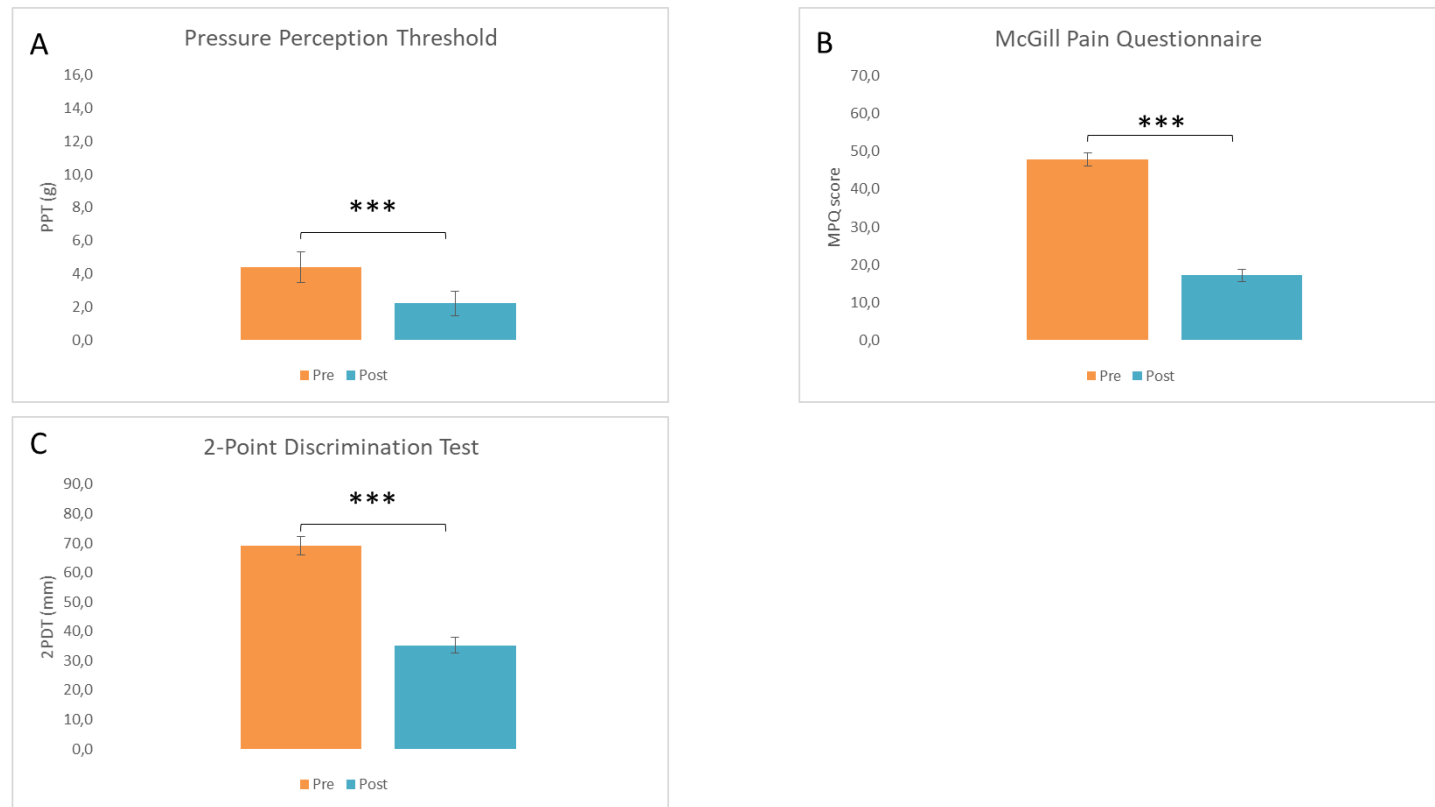 A
Pressure Perception Threshold
16,0
14,0
12,0
10,0
8,0
6,0
4,0
2,0
0,0
PPT (g)
***
Pre Post
B
McGill Pain Questionnaire
70,0
60,0
50,0
40,0
30,0
20,0
10,0
0,0
MPQ score
***
Pre Post
C
2-Point Discrimination Test
90,0
80,0
70,0
60,0
50,0
40,0
30,0
20,0
10,0
0,0
2PDT (mm)
***
Pre Post